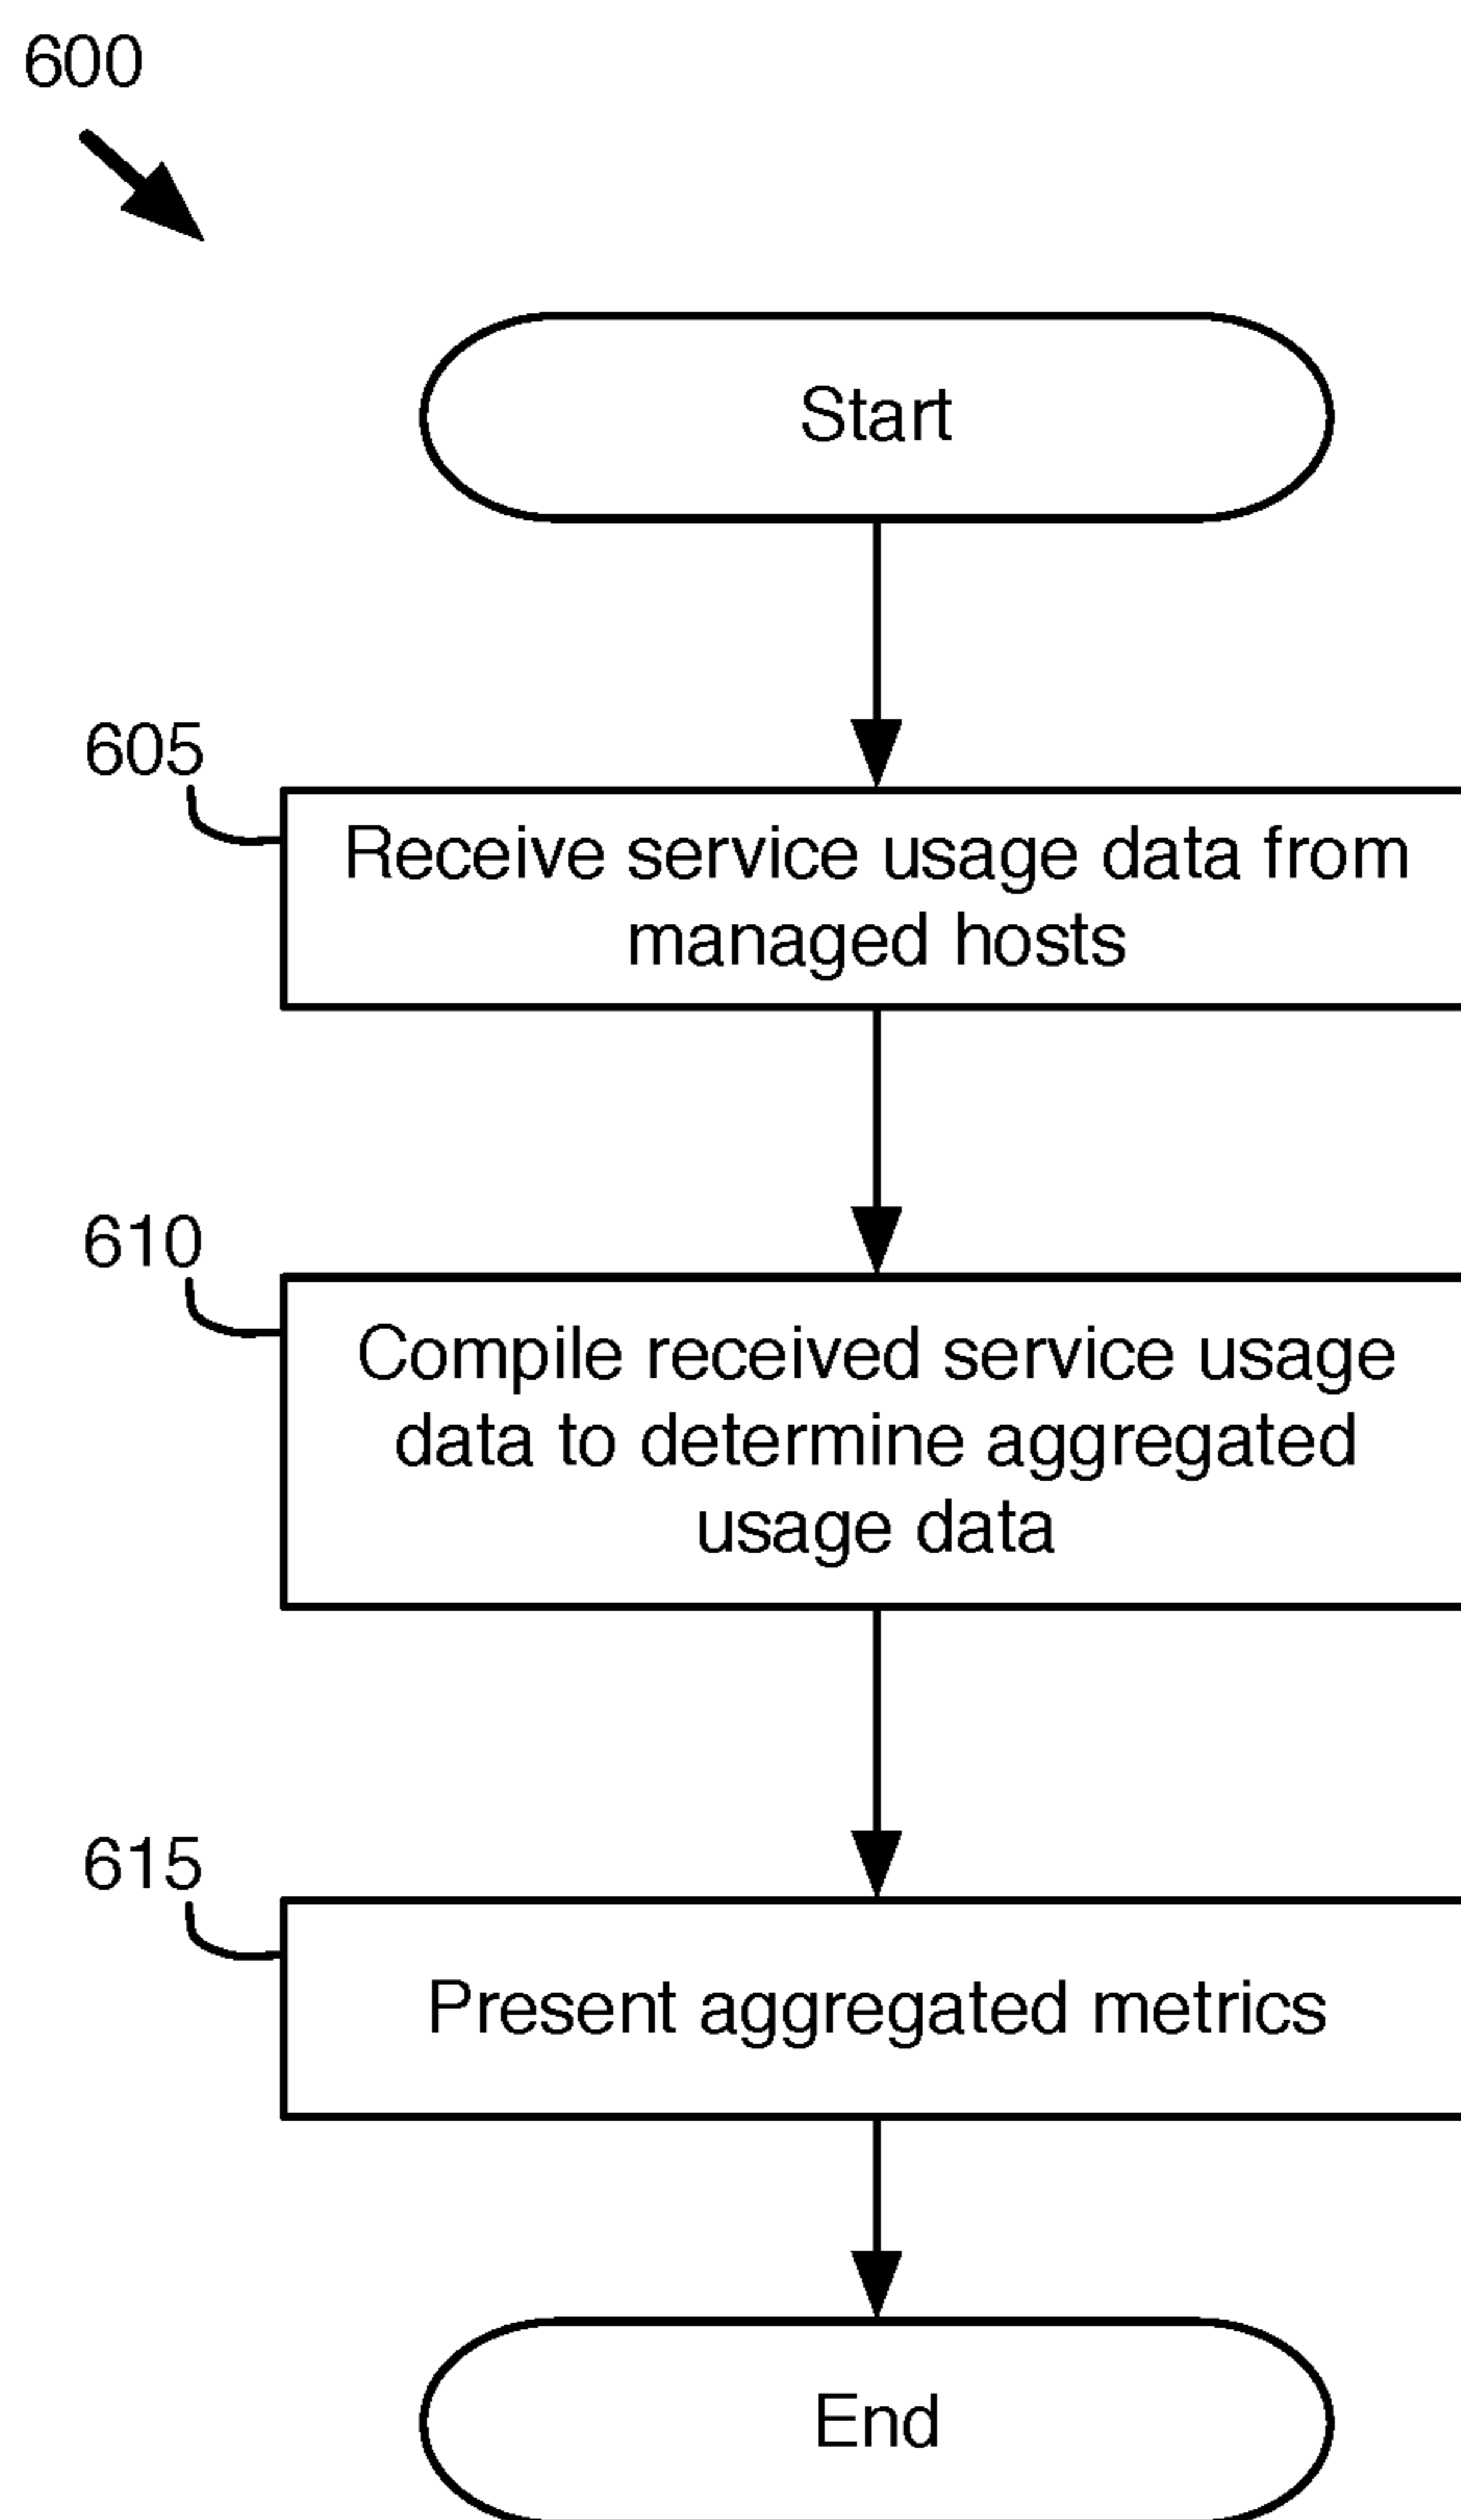 600
Start
605
Receive service usage data from
managed hosts
610
Compile received service usage
data to determine aggregated
usage data
615
Present aggregated metrics
End